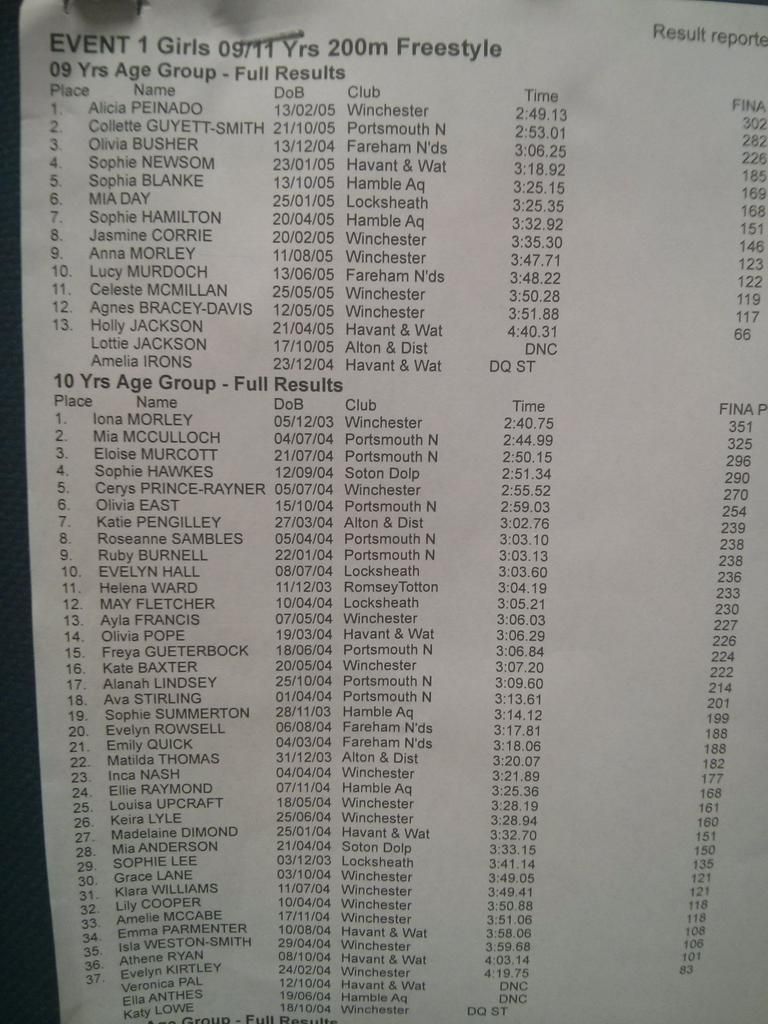 Result reporte
EVENT 1 Girls 09/11 Yrs 200m Freestyle
09 Yrs Age Group - Full Results
Place Name DoB Club Time FINA
1. Alicia PEINADO 13/02/05 Winchester 2:49.13 302
2. Collette GUYETT-SMITH 21/10/05 Portsmouth N 2:53.01 282
3. Olivia BUSHER 13/12/04 Fareham N'ds 3:06.25 226
4. Sophie NEWSOM 23/01/05 Havant & Wat 3:18.92 185
5. Sophia BLANKE 13/10/05 Hamble Aq 3:25.15 169
6. MIA DAY 25/01/05 Locksheath 3:25.35 168
7. Sophie HAMILTON 20/04/05 Hamble Aq 3:32.92 151
8. Jasmine CORRIE 20/02/05 Winchester 3:35.30 146
9. Anna MORLEY 11/08/05 Winchester 3:47.71 123
10. Lucy MURDOCH 13/06/05 Fareham N'ds 3:48.22 122
11. Celeste MCMILLAN 25/05/05 Winchester 3:50.28 119
12. Agnes BRACEY-DAVIS 12/05/05 Winchester 3:51.88 117
13. Holly JACKSON 21/04/05 Havant & Wat 4:40.31 66
Lottie JACKSON 17/10/05 Alton & Dist DNC
Amelia IRONS 23/12/04 Havant & Wat DQ ST
10 Yrs Age Group - Full Results
Place Name DoB Club Time FINA P
1. Iona MORLEY 05/12/03 Winchester 2:40.75 351
2. Mia MCCULLOCH 04/07/04 Portsmouth N 2:44.99 325
3. Eloise MURCOTT 21/07/04 Portsmouth N 2:50.15 296
4. Sophie HAWKES 12/09/04 Soton Dolp 2:51.34 290
5. Cerys PRINCE-RAYNER 05/07/04 Winchester 2:55.52 270
6. Olivia EAST 15/10/04 Portsmouth N 2:59.03 254
7. Katie PENGILLEY 27/03/04 Alton & Dist 3:02.76 239
8. Roseanne SAMBLES 05/04/04 Portsmouth N 3:03.10 238
9. Ruby BURNELL 22/01/04 Portsmouth N 3:03.13 238
10. EVELYN HALL 08/07/04 Locksheath 3:03.60 236
11. Helena WARD 11/12/03 RomseyTotton 3:04.19 233
12. MAY FLETCHER 10/04/04 Locksheath 3:05.21 230
13. Ayla FRANCIS 07/05/04 Winchester 3:06.03 227
14. Olivia POPE 19/03/04 Havant & Wat 3:06.29 226
15. Freya GUETERBOCK 18/06/04 Portsmouth N 3:06.84 224
16. Kate BAXTER 20/05/04 Winchester 3:07.20 222
17. Alanah LINDSEY 25/10/04 Portsmouth N 3:09.60 214
18. Ava STIRLING 01/04/04 Portsmouth N 3:13.61 201
19. Sophie SUMMERTON 28/11/03 Hamble Aq 3:14.12 199
20. Evelyn ROWSELL 06/08/04 Fareham N'ds 3:17.81 188
21. Emily QUICK 04/03/04 Fareham N'ds 3:18.06 188
22. Matilda THOMAS 31/12/03 Alton & Dist 3:20.07 182
23. Inca NASH 04/04/04 Winchester 3:21.89 177
24. Ellie RAYMOND 07/11/04 Hamble Aq 3:25.36 168
25. Louisa UPCRAFT 18/05/04 Winchester 3:28.19 161
26. Keira LYLE 25/06/04 Winchester 3:28.94 160
27. Madelaine DIMOND 25/01/04 Havant & Wat 3:32.70 151
28. Mia ANDERSON 21/04/04 Soton Dolp 3:33.15 150
29. SOPHIE LEE 03/12/03 Locksheath 3:41.14 135
30. Grace LANE 03/10/04 Winchester 3:49.05 121
31. Klara WILLIAMS 11/07/04 Winchester 3:49.41 121
32. Lily COOPER 10/04/04 Winchester 3:50.88 118
33. Amelie MCCABE 17/11/04 Winchester 3:51.06 118
34. Emma PARMENTER 10/08/04 Havant & Wat 3:58.06 108
35. Isla WESTON-SMITH 29/04/04 Winchester 3:59.68 106
36. Athene RYAN 08/10/04 Havant & Wat 4:03.14 101
37. Evelyn KIRTLEY 24/02/04 Winchester 4:19.75 83
Veronica PAL 12/10/04 Havant & Wat DNC
Ella ANTHES 19/06/04 Hamble Aq DNC
Katy LOWE 18/10/04 Winchester DQ ST
Age Group - Full Results